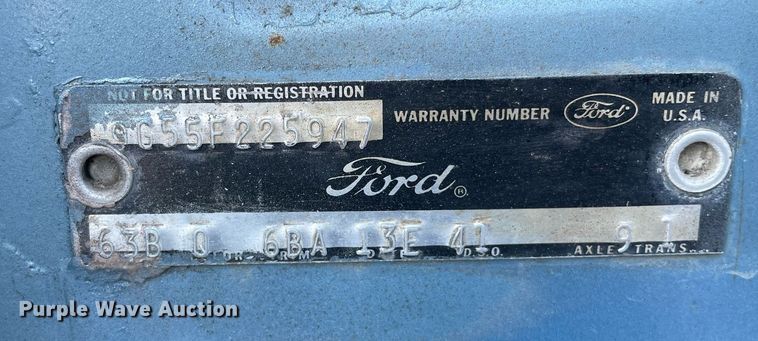 NOT FOR TITLE OR REGISTRATION
9G55F225947
WARRANTY NUMBER
Ford
MADE IN
U.S.A.
Ford
63B Q 6BA 13E 41 9 1
D.S.O. AXLE TRANS.
Purple Wave Auction